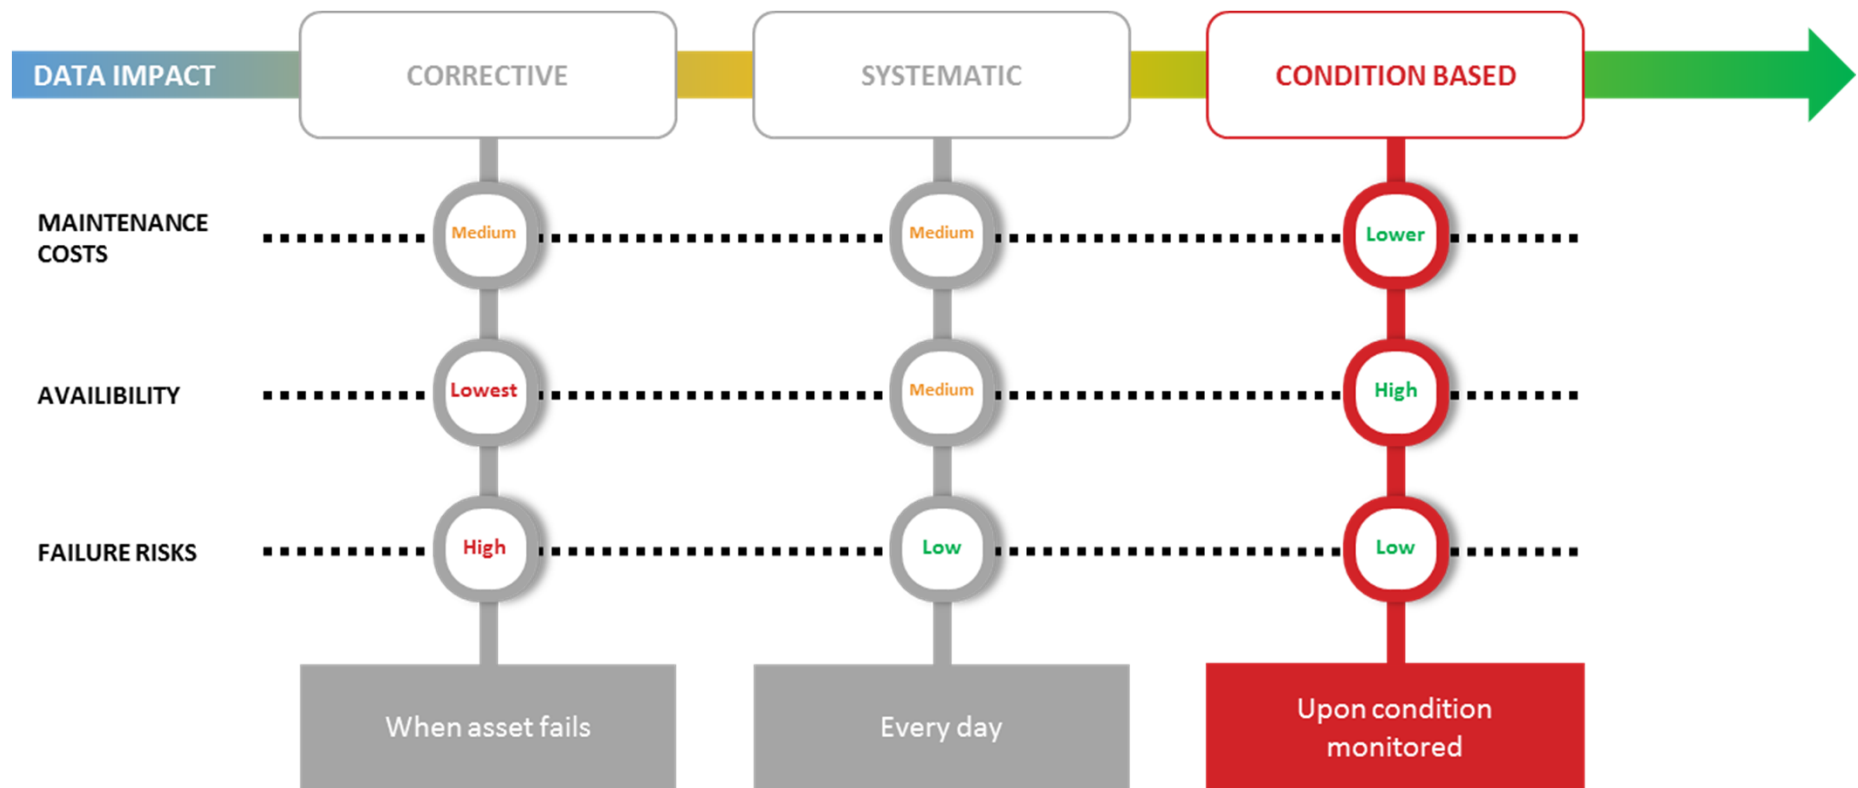 DATA IMPACT
CORRECTIVE
SYSTEMATIC
CONDITION BASED
MAINTENANCE
COSTS
Medium
Medium
Lower
AVAILIBILITY
Lowest
Medium
High
FAILURE RISKS
High
Low
Low
When asset fails
Every day
Upon condition
monitored